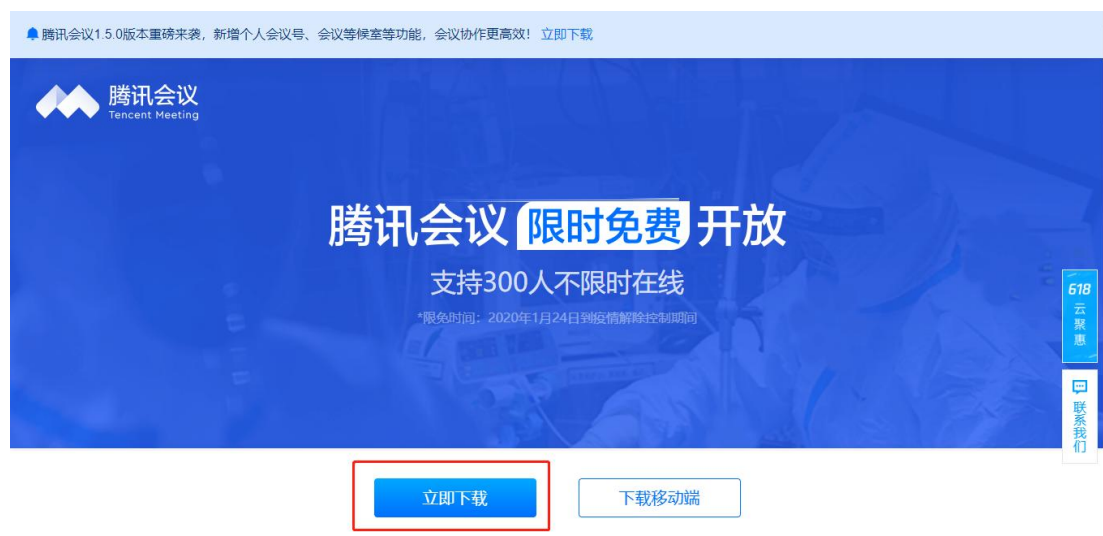 腾讯会议1.5.0版本重磅来袭，新增个人会议号、会议等候室等功能，会议协作更高效！ 立即下载
腾讯会议
Tencent Meeting
腾讯会议 限时免费 开放
支持300人不限时在线
*限免时间：2020年1月24日到疫情解除控制期间
618
云聚惠
联系我们
立即下载
下载移动端